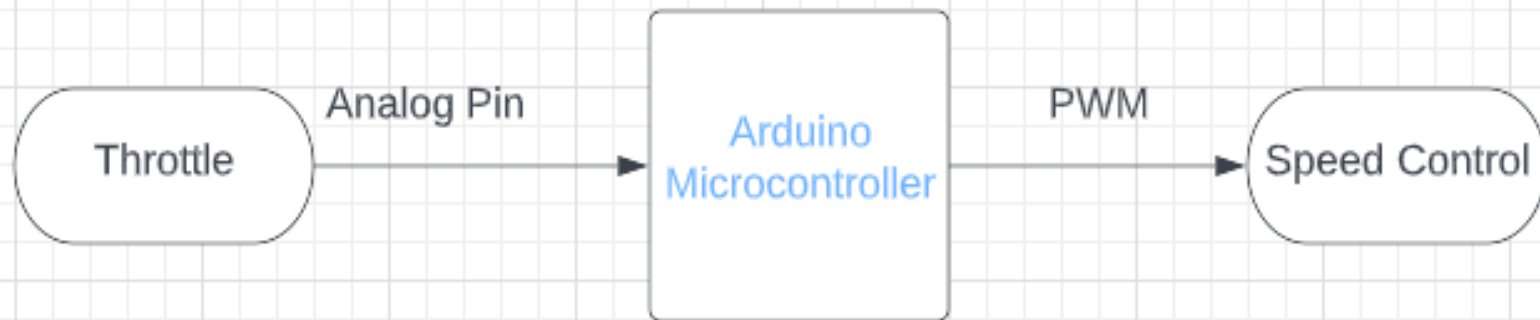 Throttle
Analog Pin
Arduino
Microcontroller
PWM
Speed Control